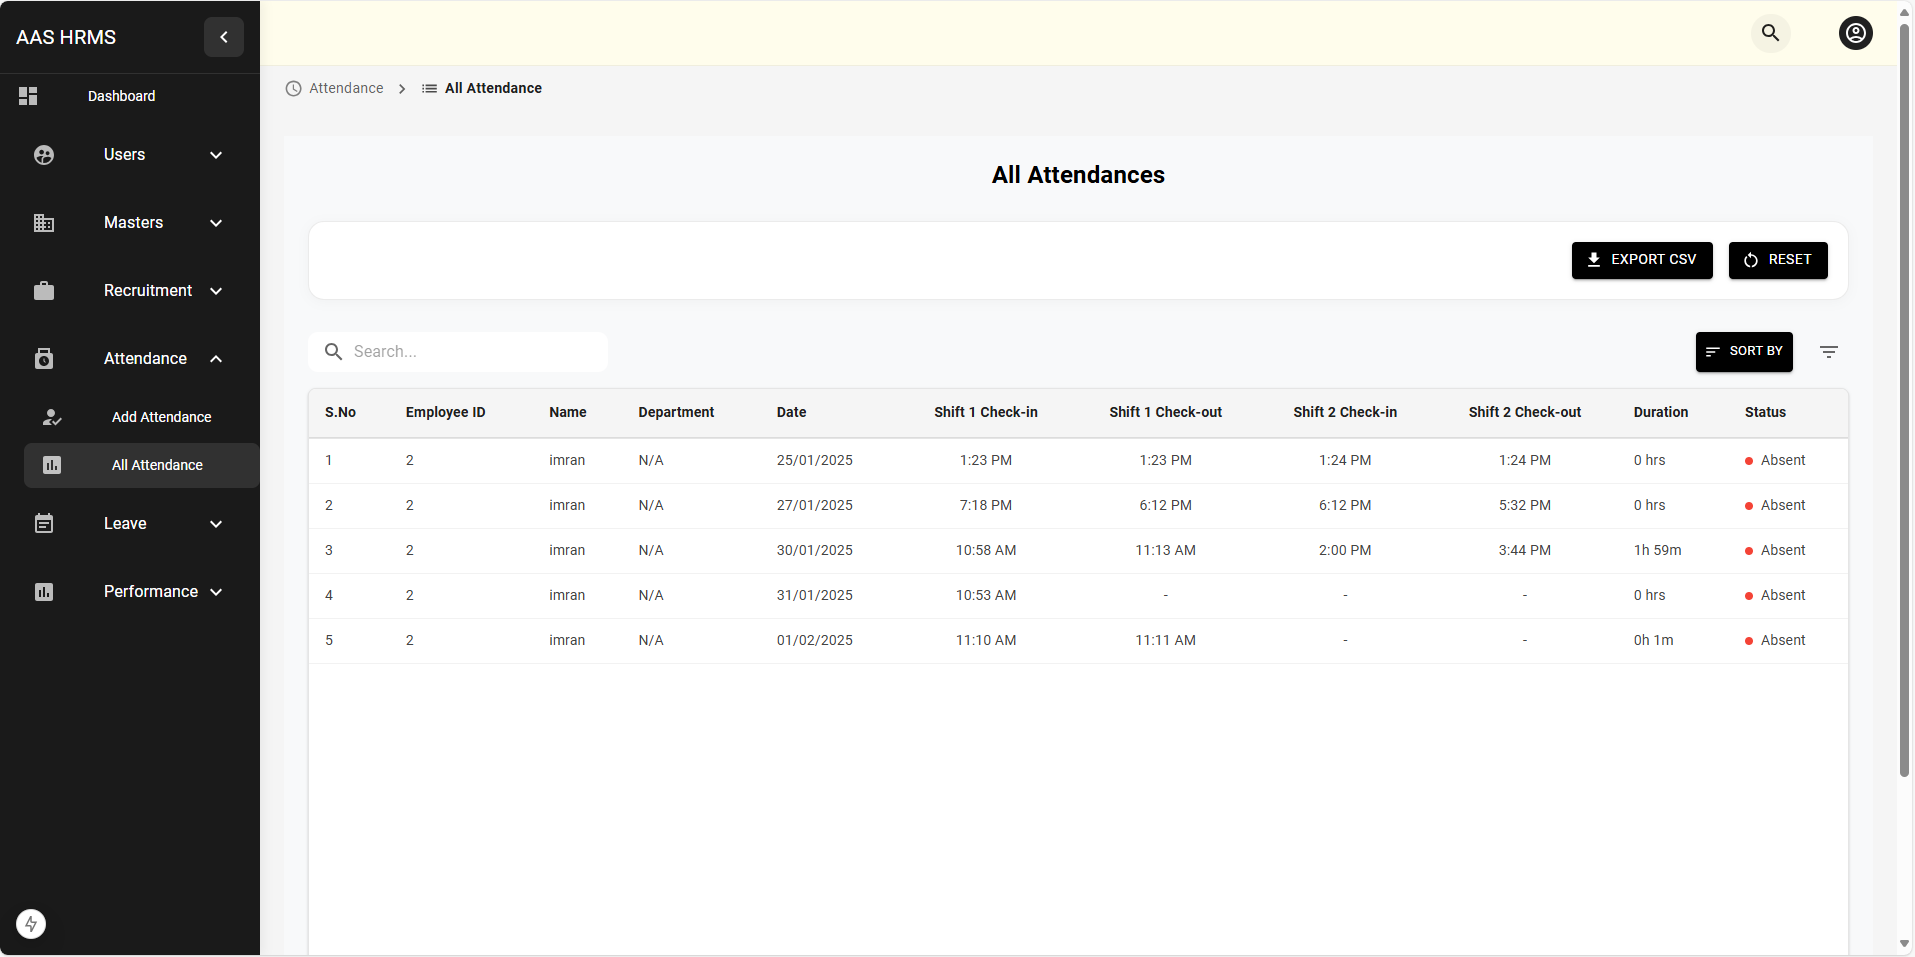 AAS HRMS
Dashboard
Users
Masters
Recruitment
Attendance
Add Attendance
All Attendance
Leave
Performance
Attendance > All Attendance
All Attendances
EXPORT CSV RESET
Search...
SORT BY
S.No Employee ID Name Department Date Shift 1 Check-in Shift 1 Check-out Shift 2 Check-in Shift 2 Check-out Duration Status
1 2 imran N/A 25/01/2025 1:23 PM 1:23 PM 1:24 PM 1:24 PM 0 hrs Absent
2 2 imran N/A 27/01/2025 7:18 PM 6:12 PM 6:12 PM 5:32 PM 0 hrs Absent
3 2 imran N/A 30/01/2025 10:58 AM 11:13 AM 2:00 PM 3:44 PM 1h 59m Absent
4 2 imran N/A 31/01/2025 10:53 AM - - - 0 hrs Absent
5 2 imran N/A 01/02/2025 11:10 AM 11:11 AM - - 0h 1m Absent